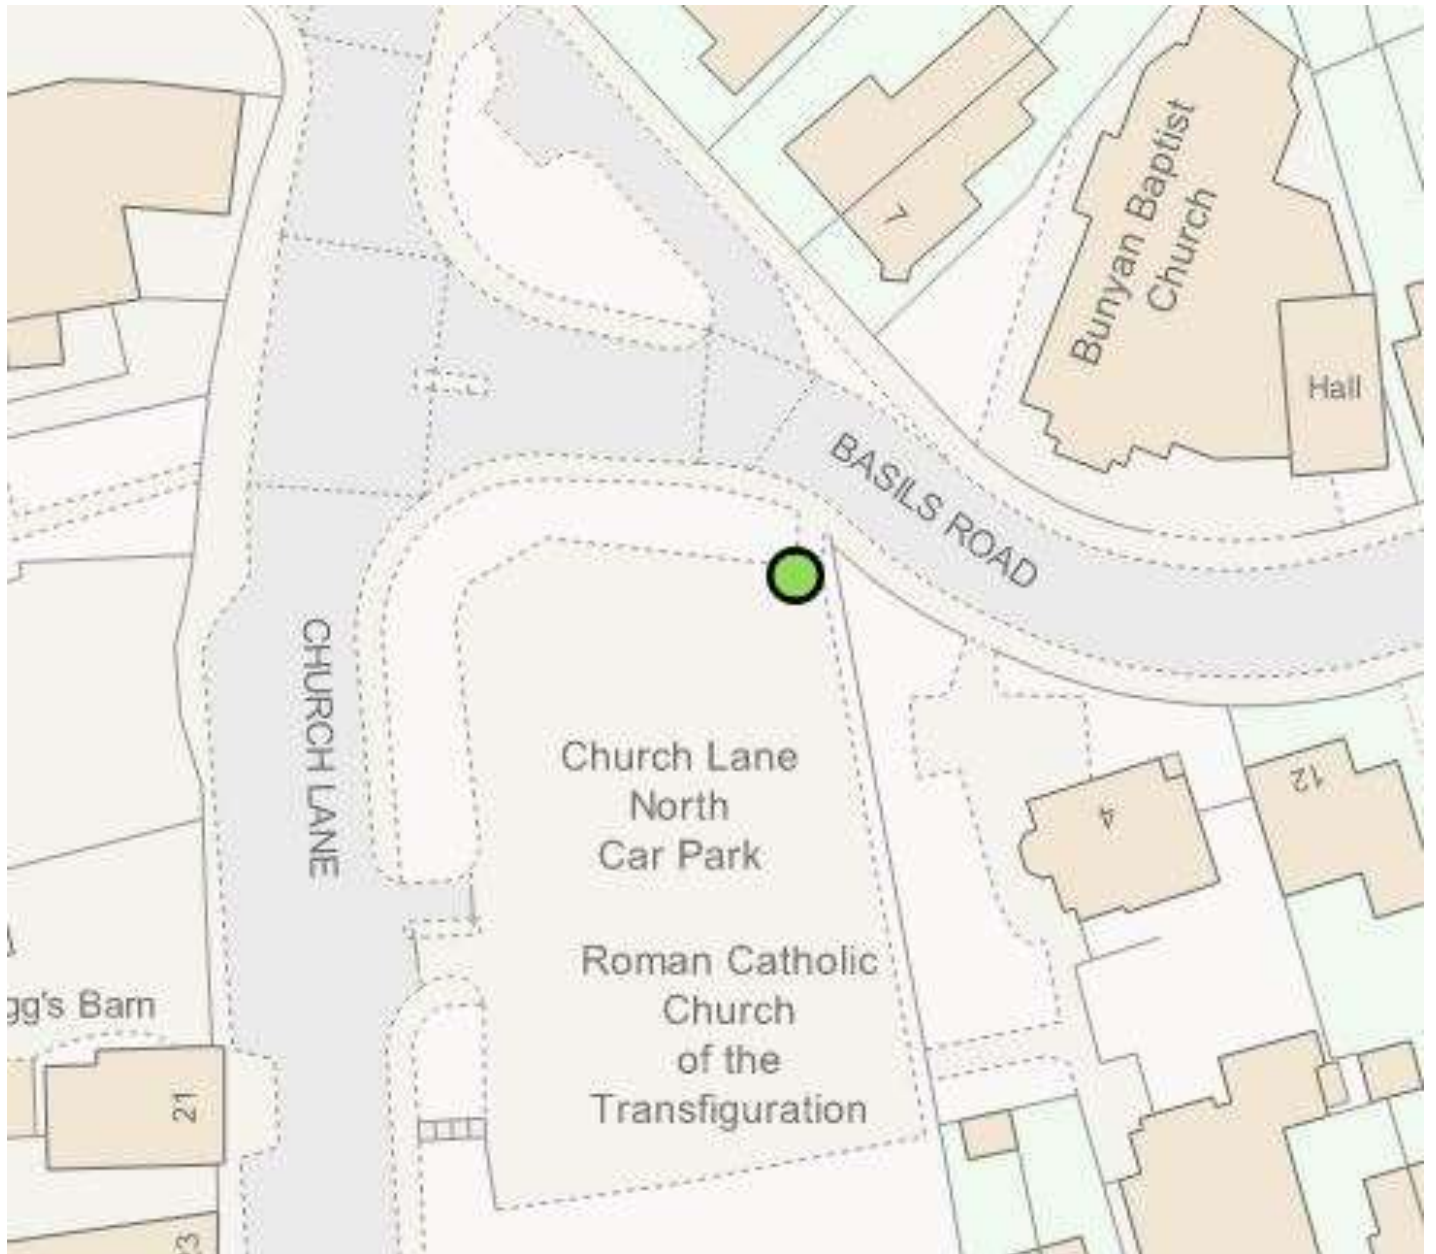 7
Bunyan Baptist
Church
Hall
BASILS ROAD
CHURCH LANE
Church Lane
North
Car Park
4
12
Roman Catholic
Church
of the
Transfiguration
gg's Barn
21